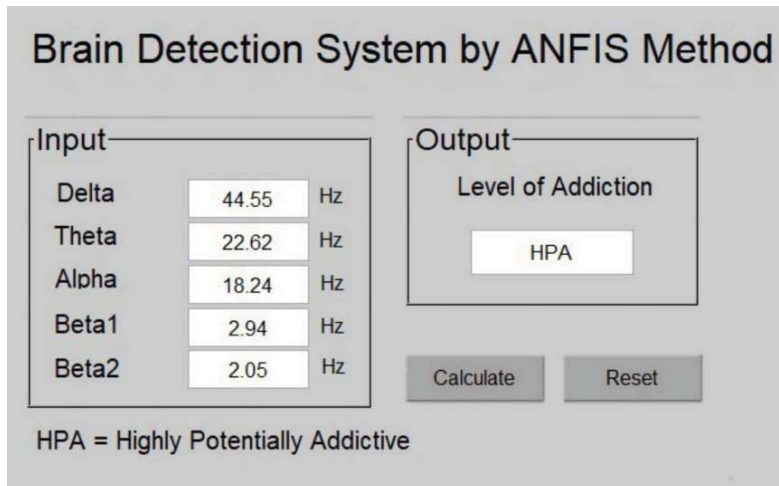 Brain Detection System by ANFIS Method
Input
Delta 44.55 Hz
Theta 22.62 Hz
Alpha 18.24 Hz
Beta1 2.94 Hz
Beta2 2.05 Hz
Output
Level of Addiction
HPA
Calculate Reset
HPA = Highly Potentially Addictive